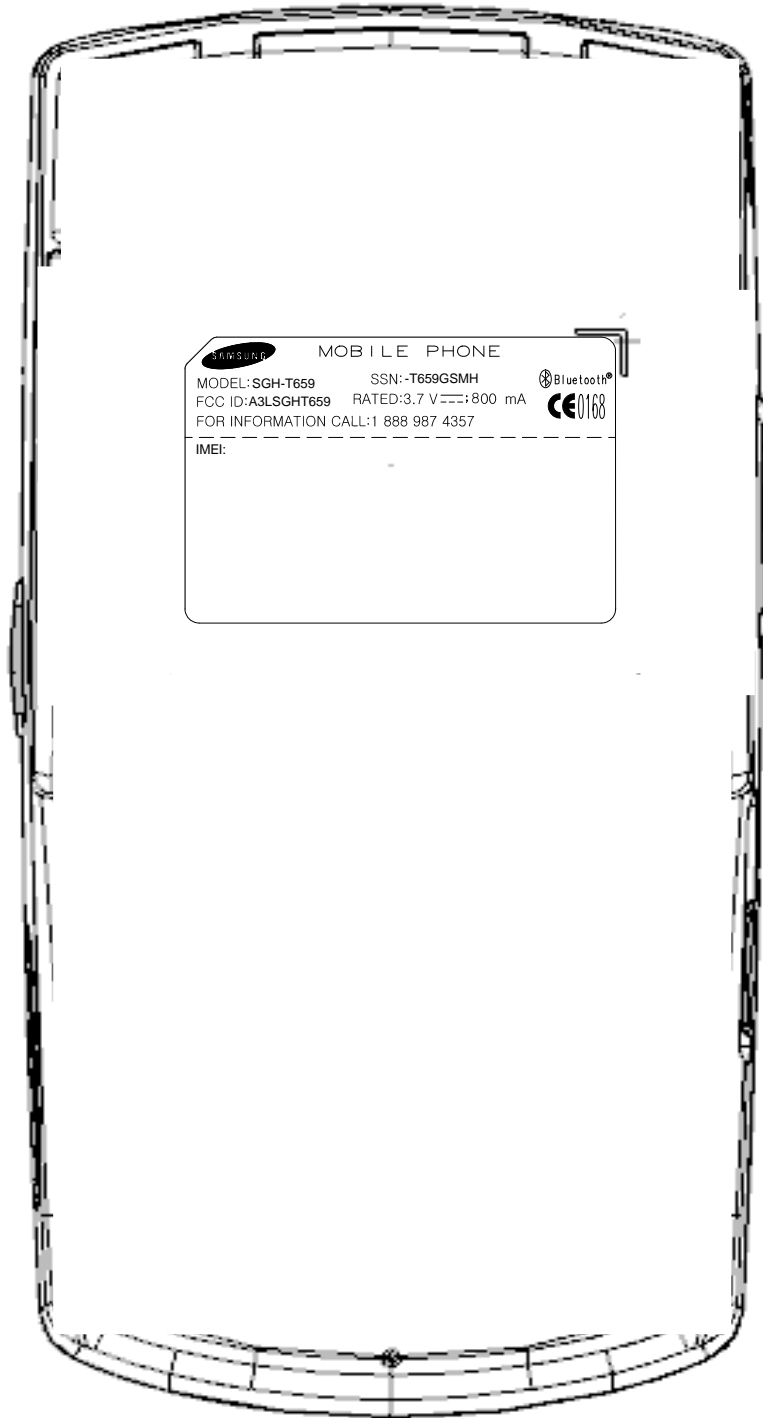 SAMSUNG MOBILE PHONE
MODEL:SGH-T659 SSN:-T659GSMH Bluetooth®
FCC ID:A3LSGHT659 RATED:3.7 V⎓;800 mA CE0168
FOR INFORMATION CALL:1 888 987 4357
IMEI: